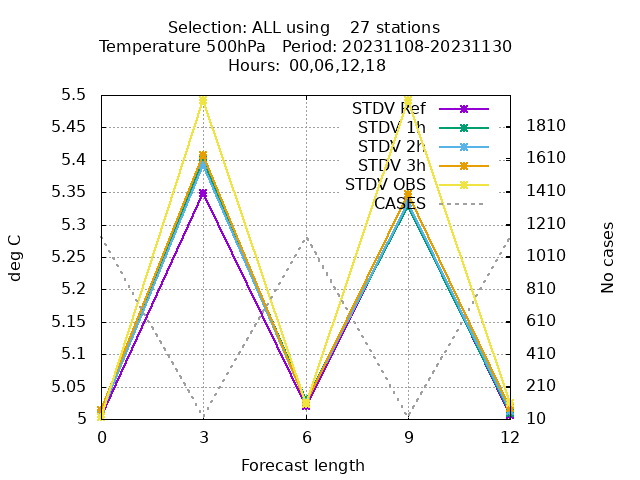 Selection: ALL using 27 stations
Temperature 500hPa Period: 20231108-20231130
Hours: 00,06,12,18
5.5
5.45
5.4
5.35
5.3
5.25
5.2
5.15
5.1
5.05
5
deg C
STDV Ref
STDV 1h
STDV 2h
STDV 3h
STDV OBS
CASES
1810
1610
1410
1210
1010
810
610
410
210
10
No cases
0 3 6 9 12
Forecast length